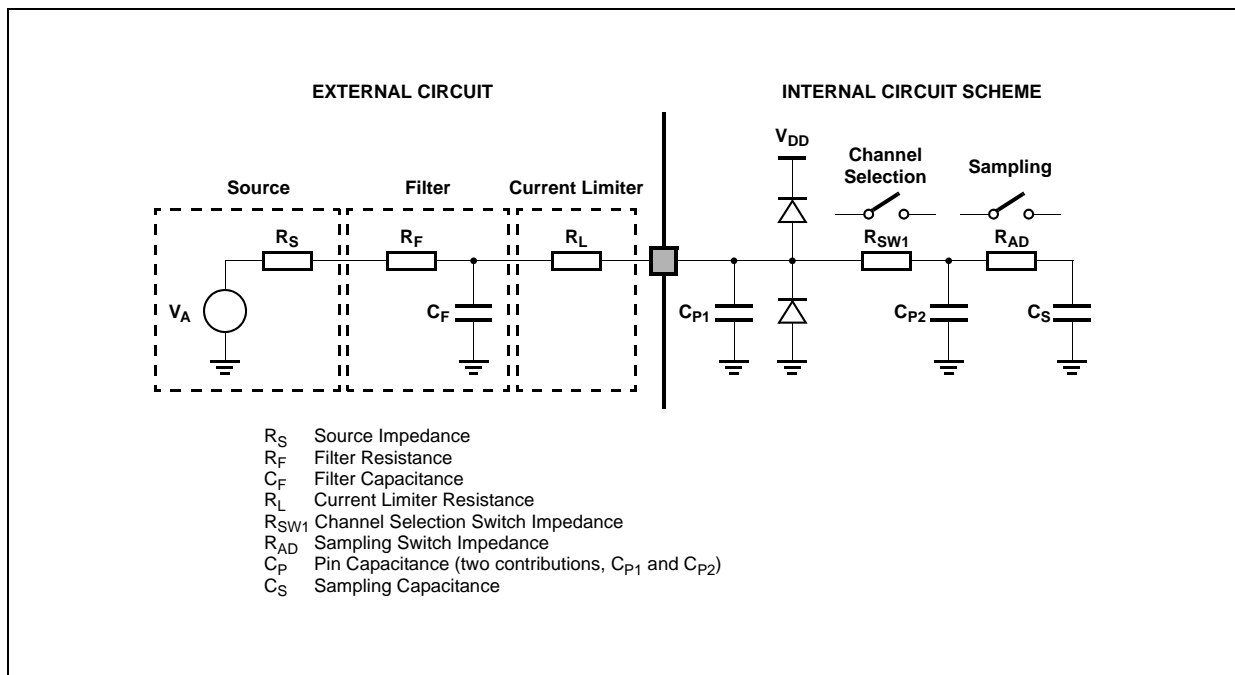 EXTERNAL CIRCUIT
INTERNAL CIRCUIT SCHEME
VDD
Channel
Selection
Sampling
Source
Filter
Current Limiter
RS
RF
RL
RSW1
RAD
VA
CF
CP1
CP2
CS
RS Source Impedance
RF Filter Resistance
CF Filter Capacitance
RL Current Limiter Resistance
RSW1 Channel Selection Switch Impedance
RAD Sampling Switch Impedance
CP Pin Capacitance (two contributions, CP1 and CP2)
CS Sampling Capacitance